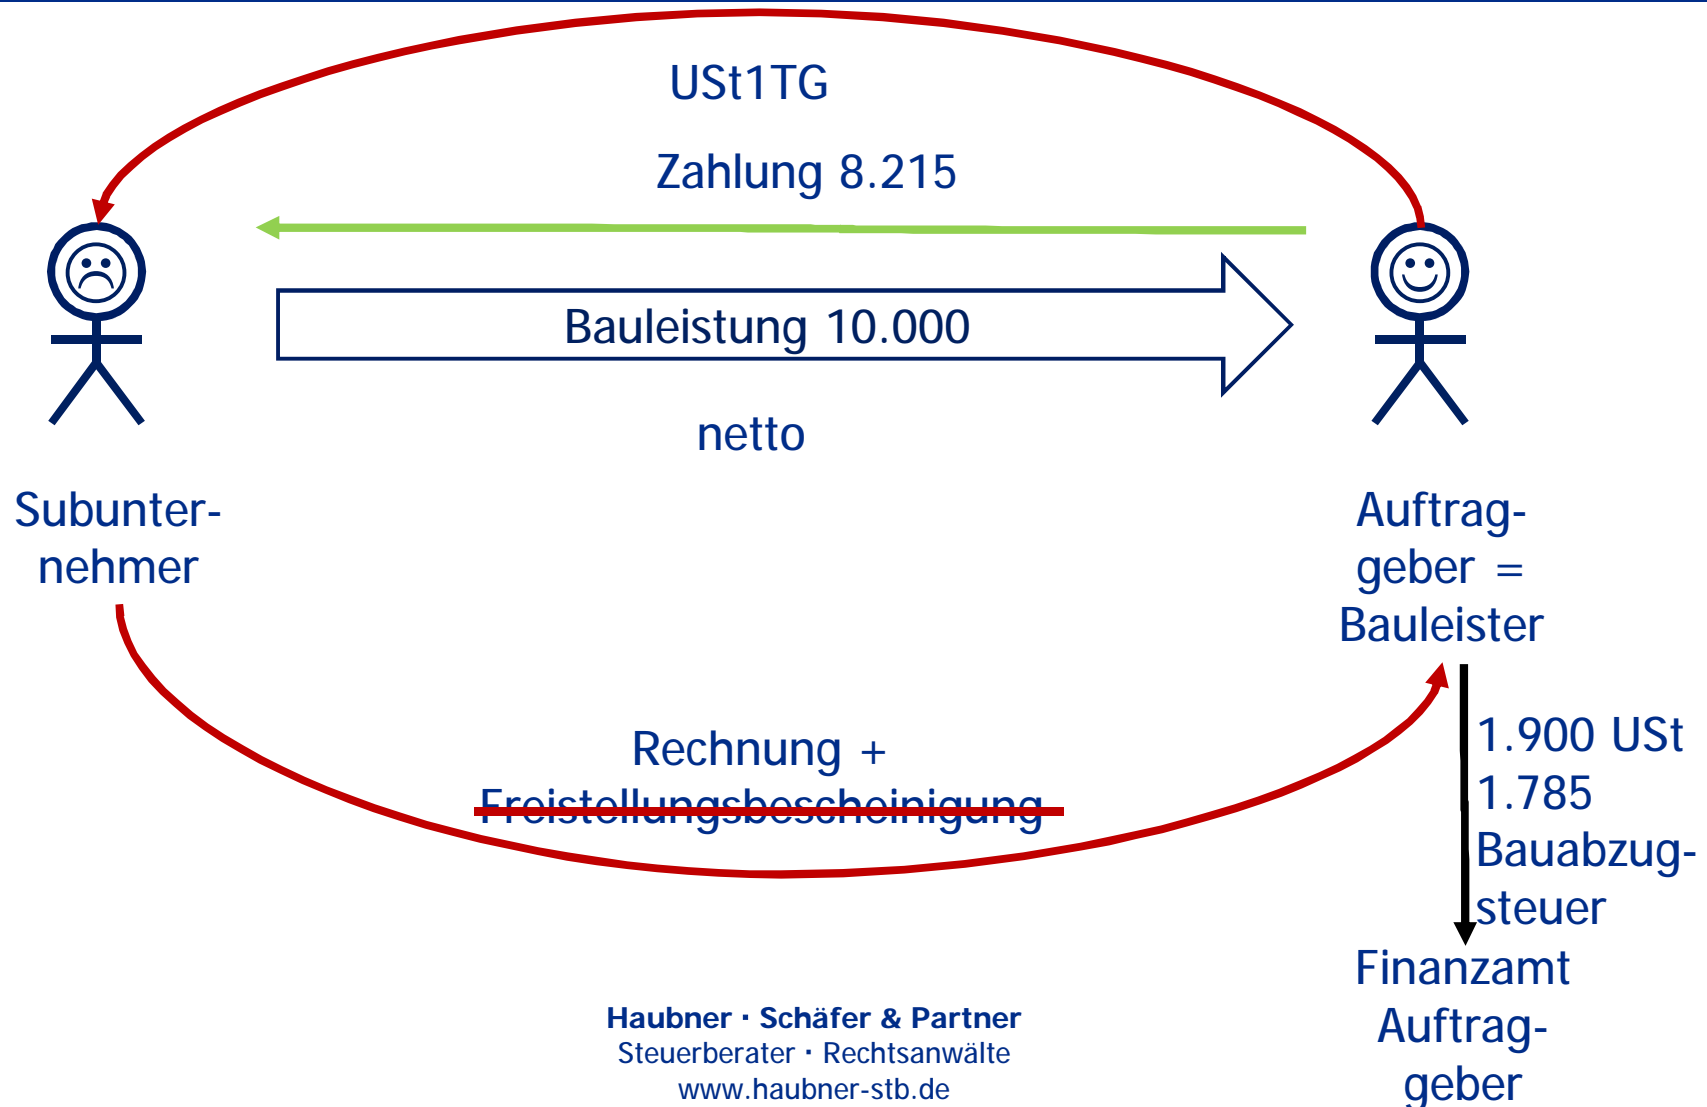 USt1TG
Zahlung 8.215
Bauleistung 10.000
netto
Subunter-
nehmer
Auftrag-
geber =
Bauleister
Rechnung +
Freistellungsbescheinigung
1.900 USt
1.785
Bauabzug-
steuer
Finanzamt
Auftrag-
geber
Haubner · Schäfer & Partner
Steuerberater · Rechtsanwälte
www.haubner-stb.de